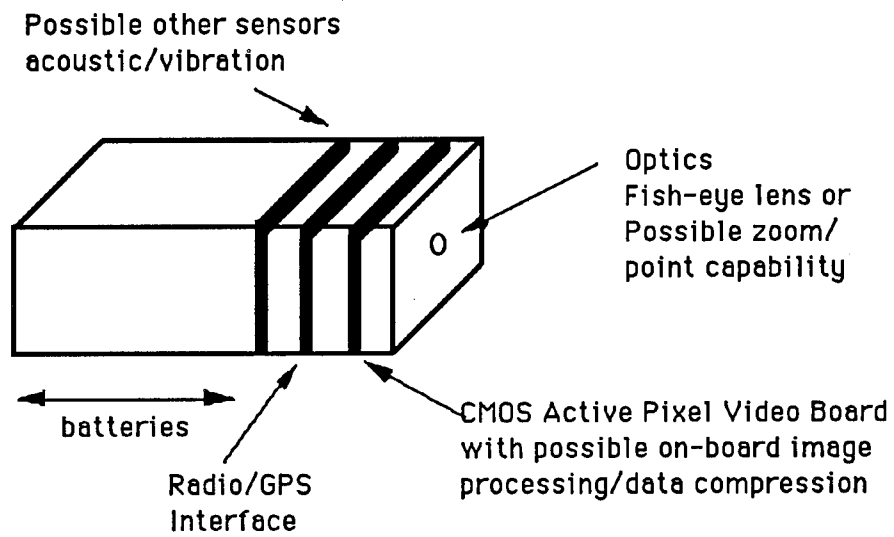 Possible other sensors
acoustic/vibration
Optics
Fish-eye lens or
Possible zoom/
point capability
batteries
CMOS Active Pixel Video Board
with possible on-board image
processing/data compression
Radio/GPS
Interface